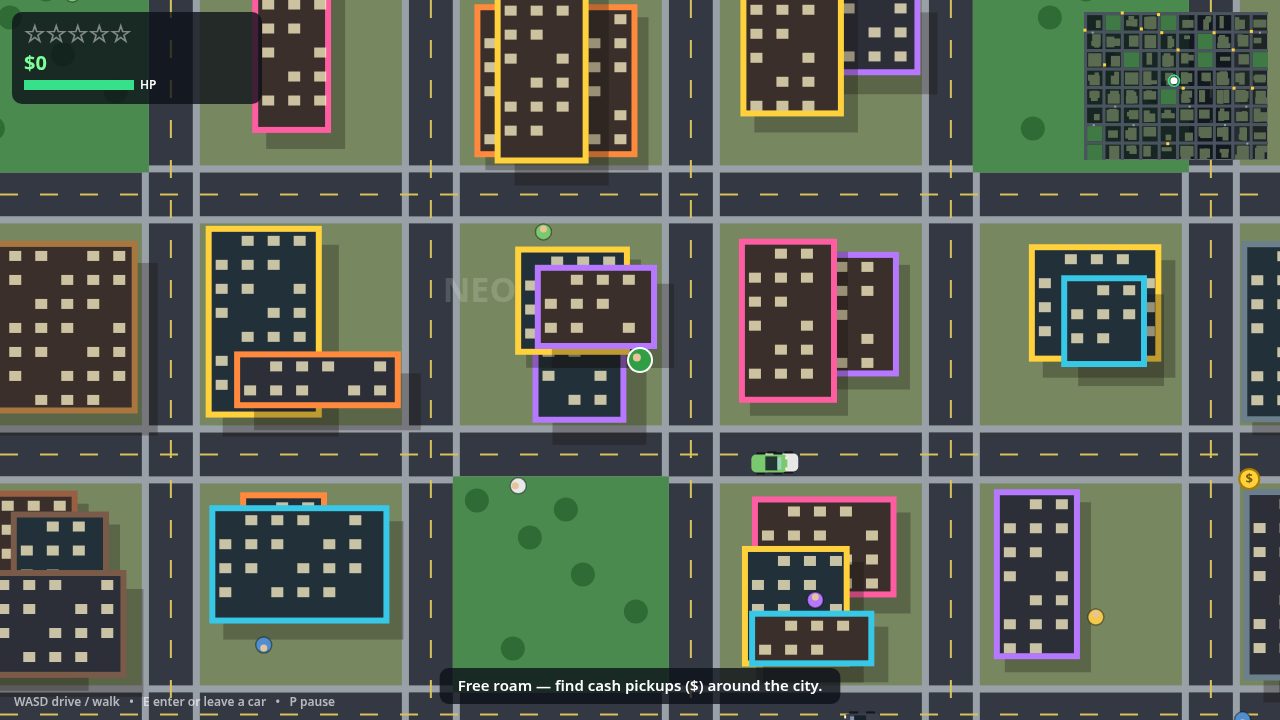 ☆☆☆☆☆
$0
HP
NEO
$
Free roam — find cash pickups ($) around the city.
WASD drive / walk • E enter or leave a car • P pause